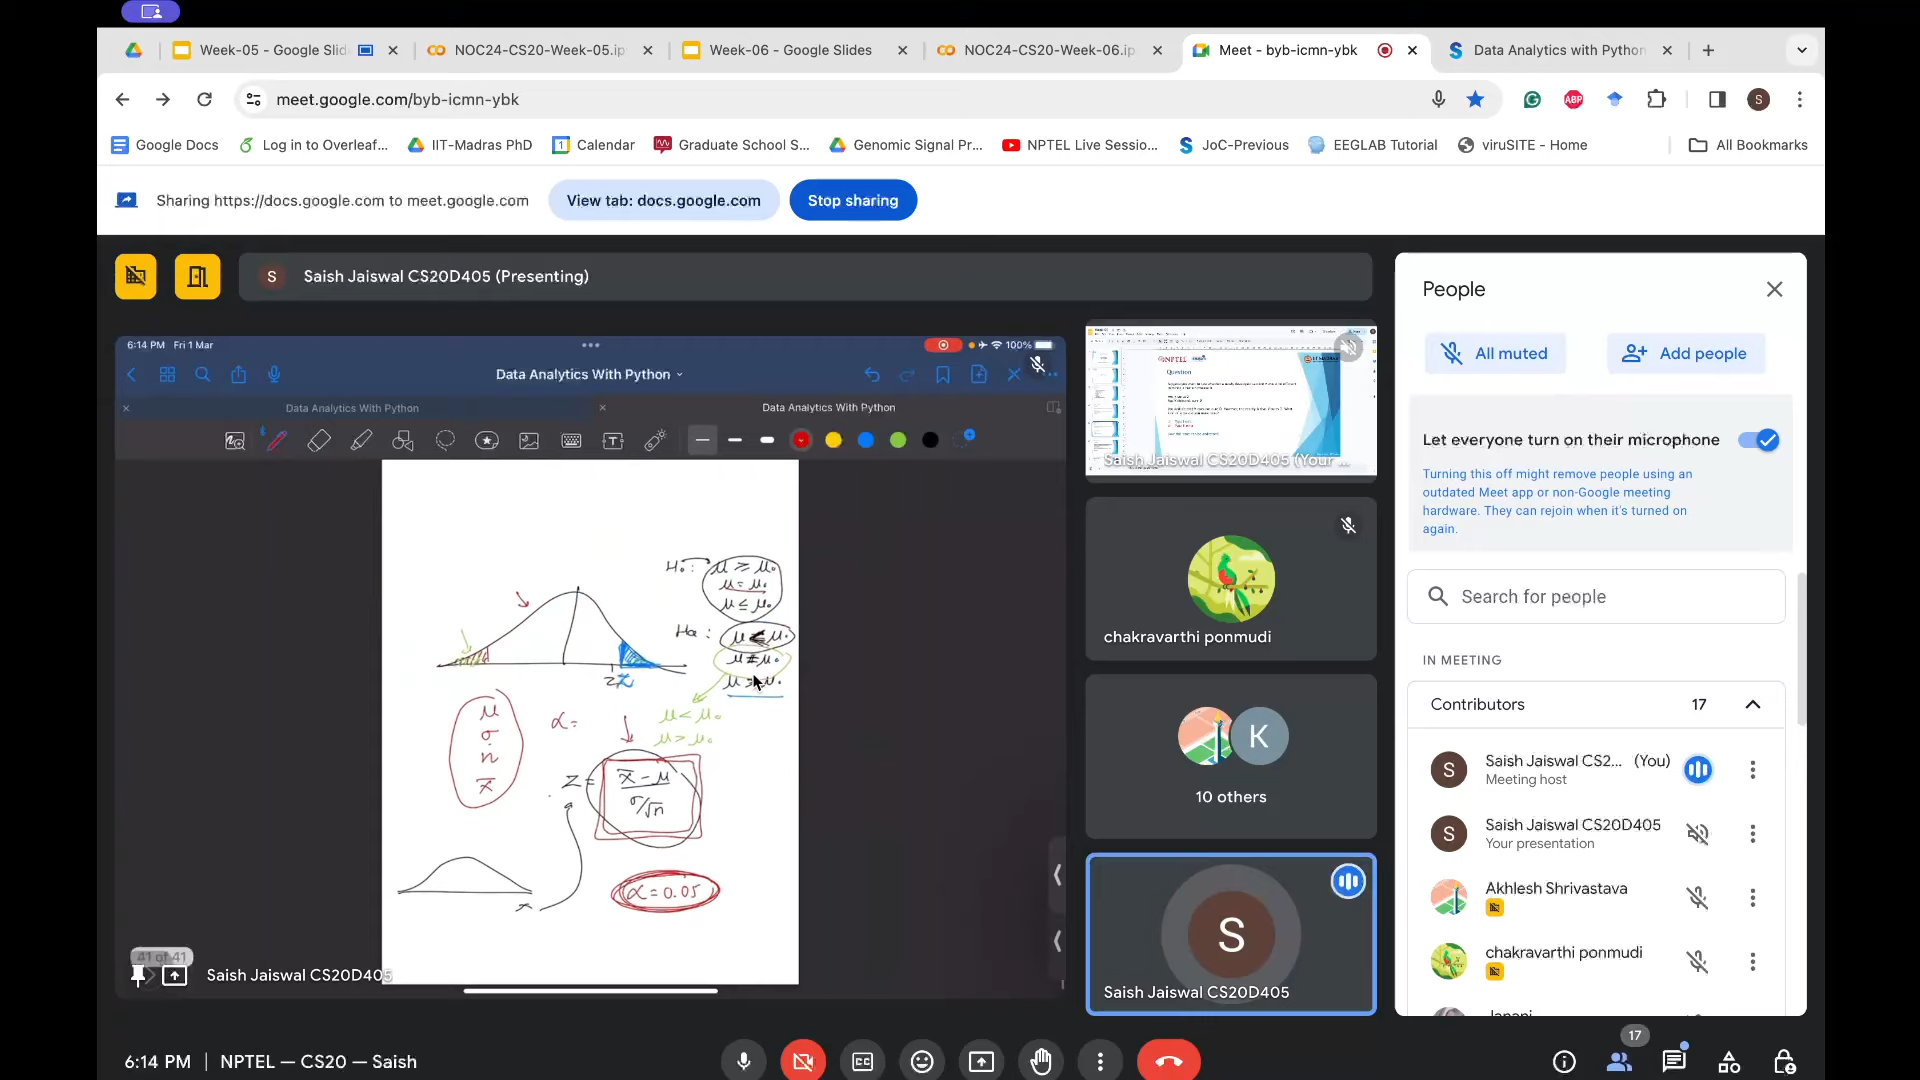 Week-05 - Google Slid
NOC24-CS20-Week-05.ip
Week-06 - Google Slides
NOC24-CS20-Week-06.ip
Meet - byb-icmn-ybk
Data Analytics with Python
meet.google.com/byb-icmn-ybk
ABP
S
Google Docs
Log in to Overleaf...
IIT-Madras PhD
Calendar
Graduate School S...
Genomic Signal Pr...
NPTEL Live Sessio...
JoC-Previous
EEGLAB Tutorial
viruSITE - Home
All Bookmarks
Sharing https://docs.google.com to meet.google.com
View tab: docs.google.com
Stop sharing
S
Saish Jaiswal CS20D405 (Presenting)
6:14 PM Fri 1 Mar
100%
Data Analytics With Python
Data Analytics With Python
Data Analytics With Python
H₀: μ ≥ μ₀
μ = μ₀
μ ≤ μ₀
Ha: μ < μ₀
μ ≠ μ₀
μ > μ₀
μ < μ₀
μ > μ₀
μ
σ
n
x̄
α =
Z = x̄ - μ
σ/√n
α = 0.05
41 of 41
Saish Jaiswal CS20D405
Question
Saish Jaiswal CS20D405 (Your ...
chakravarthi ponmudi
K
10 others
S
Saish Jaiswal CS20D405
People
All muted
Add people
Let everyone turn on their microphone
Turning this off might remove people using an
outdated Meet app or non-Google meeting
hardware. They can rejoin when it's turned on
again.
Search for people
IN MEETING
Contributors
17
S
Saish Jaiswal CS2... (You)
Meeting host
S
Saish Jaiswal CS20D405
Your presentation
Akhlesh Shrivastava
chakravarthi ponmudi
6:14 PM | NPTEL — CS20 — Saish
17